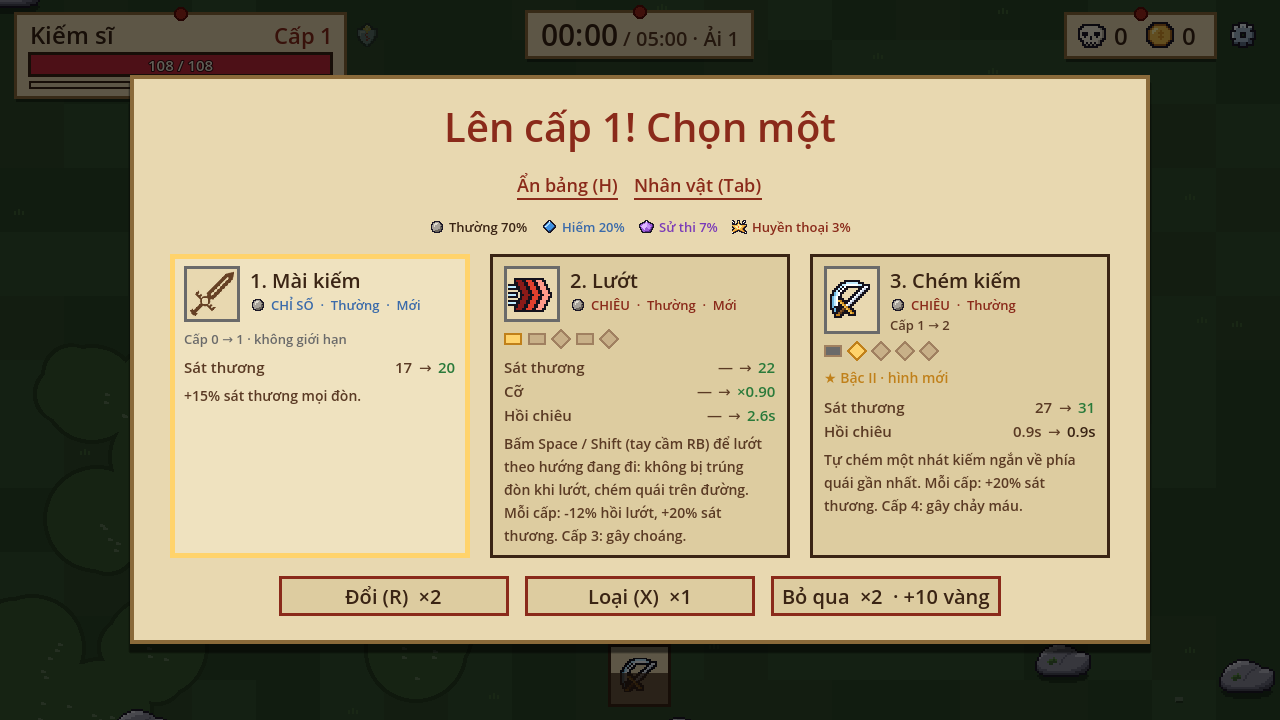 Kiếm sĩ
Cấp 1
108 / 108
00:00 / 05:00 · Ải 1
0
0
Lên cấp 1! Chọn một
Ẩn bảng (H)
Nhân vật (Tab)
Thường 70%
Hiếm 20%
Sử thi 7%
Huyền thoại 3%
1. Mài kiếm
CHỈ SỐ · Thường · Mới
Cấp 0 → 1 · không giới hạn
Sát thương 17 → 20
+15% sát thương mọi đòn.
2. Lướt
CHIÊU · Thường · Mới
Sát thương — → 22
Cỡ — → ×0.90
Hồi chiêu — → 2.6s
Bấm Space / Shift (tay cầm RB) để lướt
theo hướng đang đi: không bị trúng
đòn khi lướt, chém quái trên đường.
Mỗi cấp: -12% hồi lướt, +20% sát
thương. Cấp 3: gây choáng.
3. Chém kiếm
CHIÊU · Thường
Cấp 1 → 2
★ Bậc II · hình mới
Sát thương 27 → 31
Hồi chiêu 0.9s → 0.9s
Tự chém một nhát kiếm ngắn về phía
quái gần nhất. Mỗi cấp: +20% sát
thương. Cấp 4: gây chảy máu.
Đổi (R) ×2
Loại (X) ×1
Bỏ qua ×2 · +10 vàng